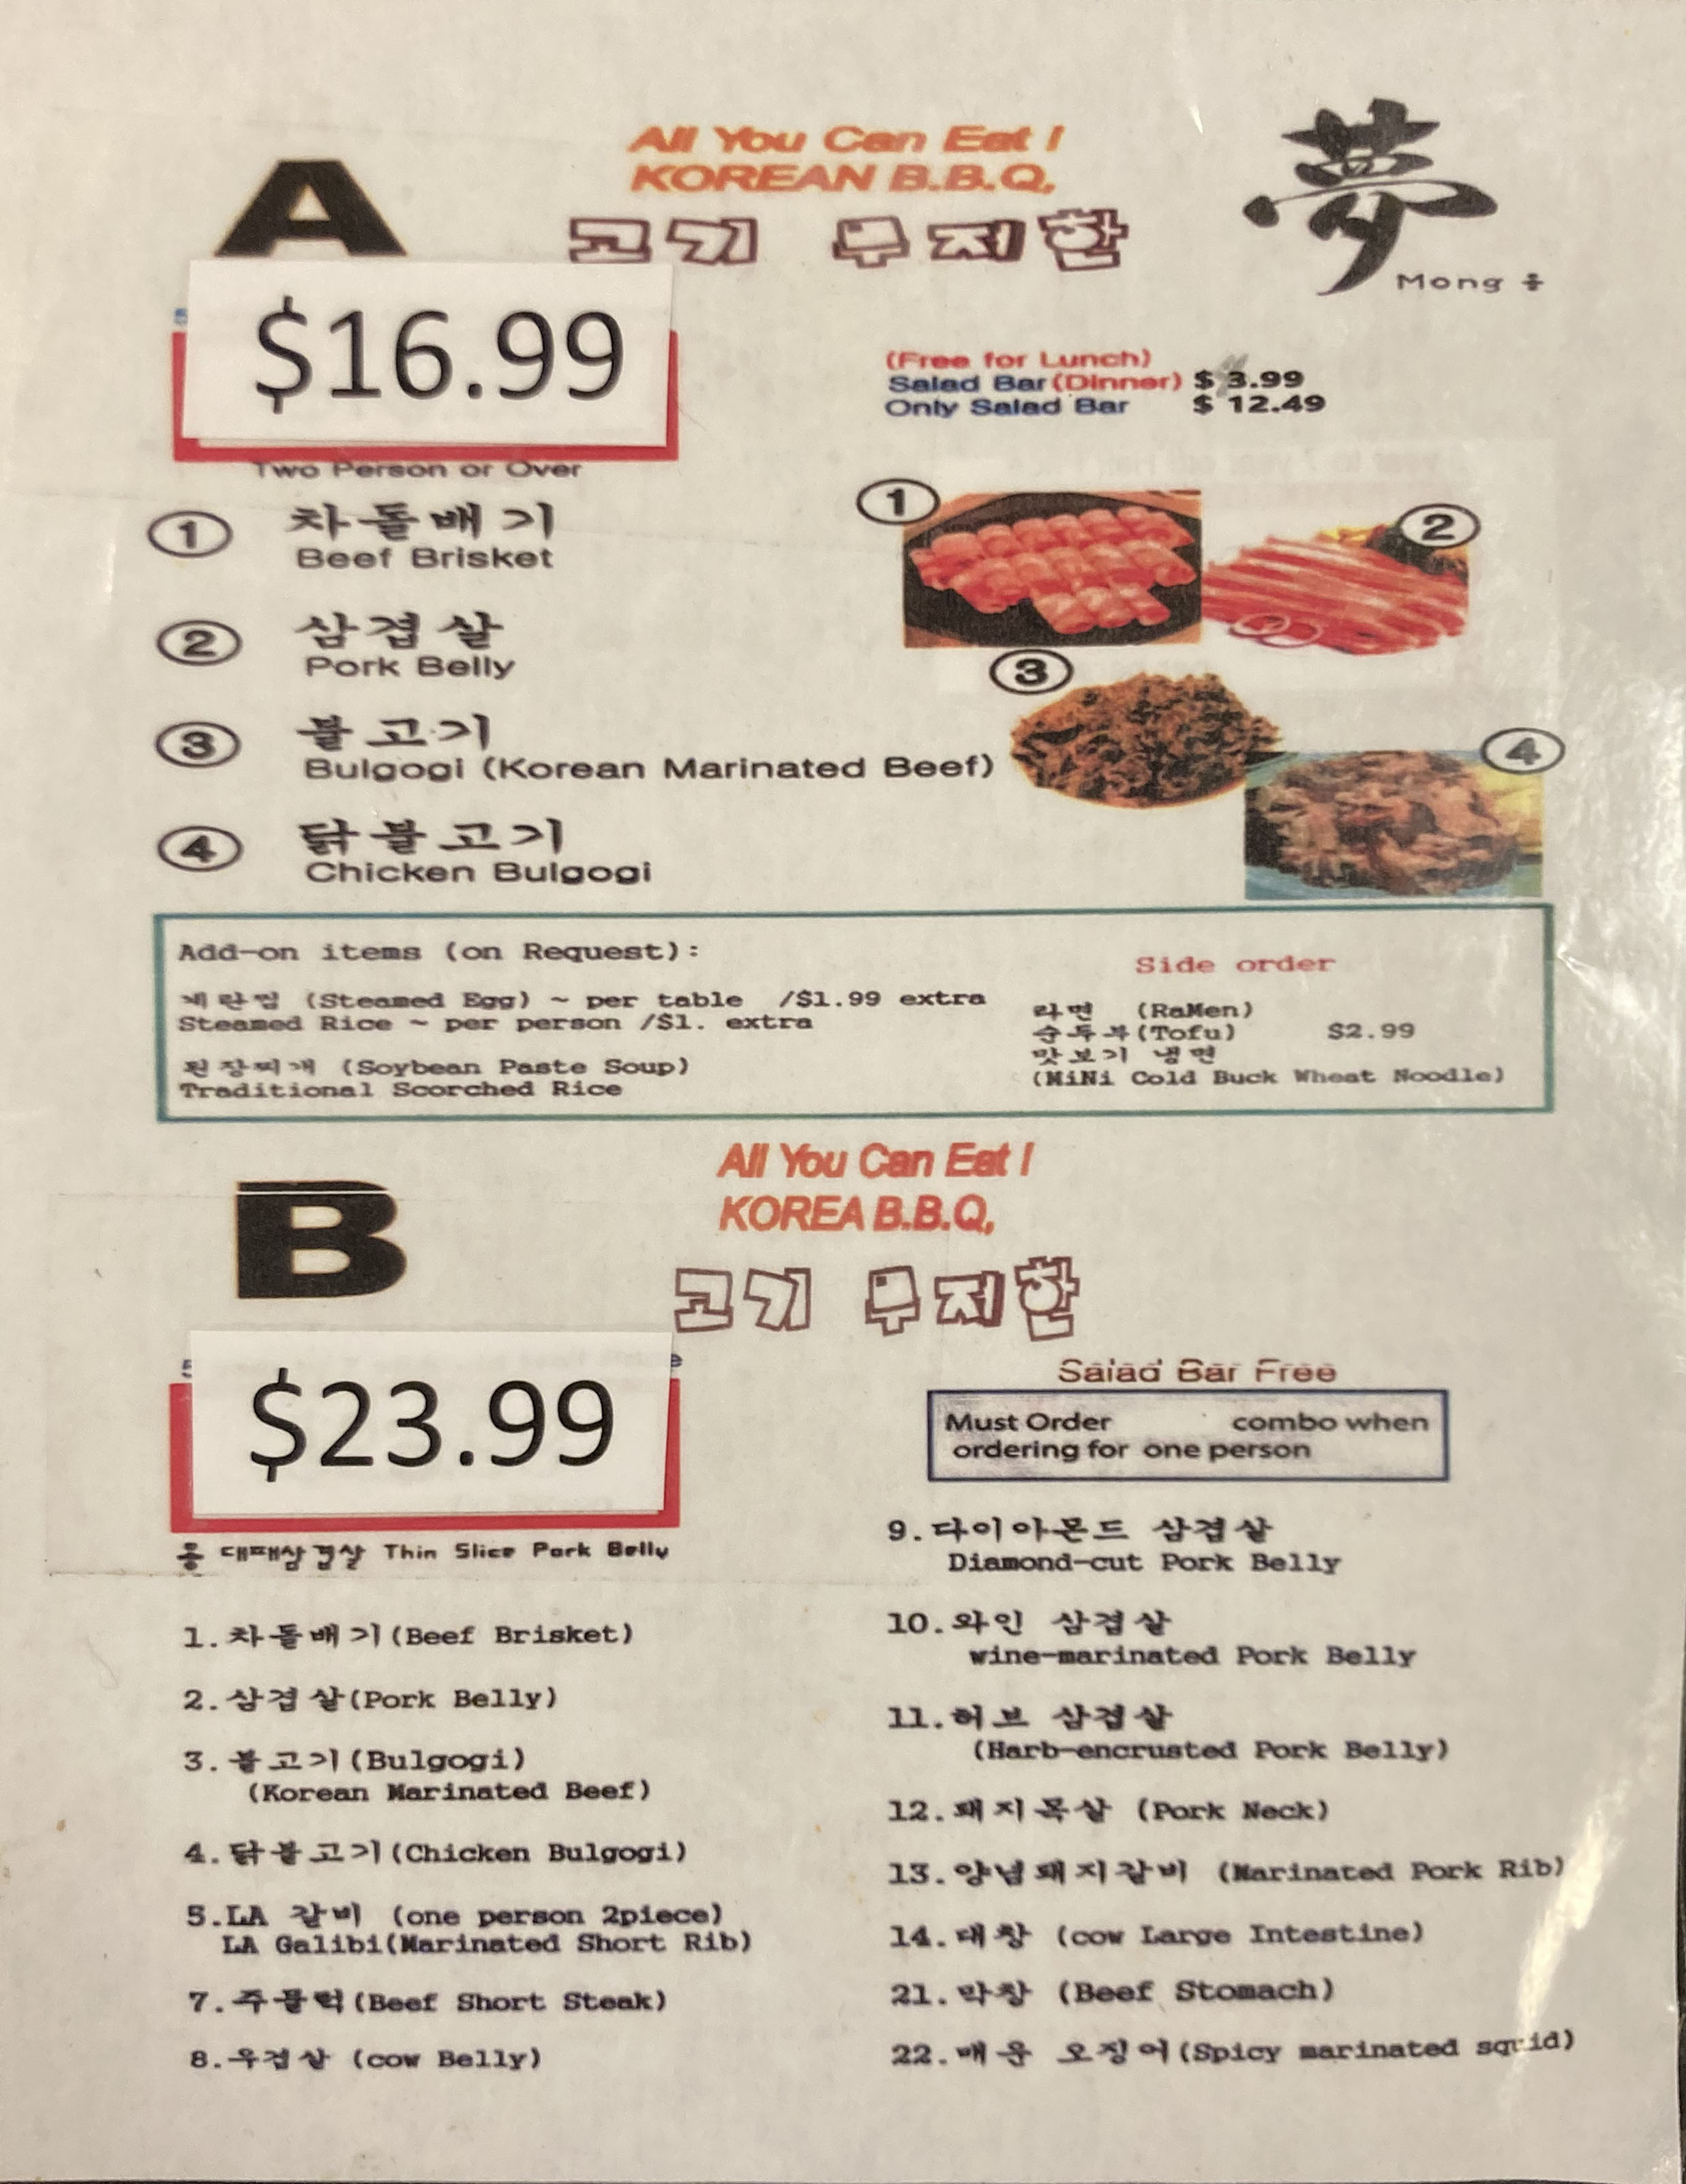 All You Can Eat!
KOREAN B.B.Q.
A
고기 무제한
夢
Mong 몽
$16.99
(Free for Lunch)
Salad Bar(Dinner) $ 3.99
Only Salad Bar $ 12.49
Two Person or Over
1 차돌배기
Beef Brisket
2 삼겹살
Pork Belly
3 불고기
Bulgogi (Korean Marinated Beef)
4 닭불고기
Chicken Bulgogi
1
2
3
4
Add-on items (on Request):
계란찜 (Steamed Egg) ~ per table /$1.99 extra
Steamed Rice ~ per person /$1. extra
된장찌개 (Soybean Paste Soup)
Traditional Scorched Rice
Side order
라면 (RaMen)
순두부(Tofu) $2.99
맛보기 냉면
(MiNi Cold Buck Wheat Noodle)
All You Can Eat!
KOREA B.B.Q.
B
고기 무제한
$23.99
Salad Bar Free
Must Order combo when
ordering for one person
몽 대패삼겹살 Thin Slice Pork Belly
1.차돌배기(Beef Brisket)
2.삼겹살(Pork Belly)
3.불고기(Bulgogi)
(Korean Marinated Beef)
4.닭불고기(Chicken Bulgogi)
5.LA 갈비 (one person 2piece)
LA Galibi(Marinated Short Rib)
7.주물럭(Beef Short Steak)
8.우겹살 (cow Belly)
9.다이아몬드 삼겹살
Diamond-cut Pork Belly
10.와인 삼겹살
wine-marinated Pork Belly
11.허브 삼겹살
(Harb-encrusted Pork Belly)
12.돼지목살 (Pork Neck)
13.양념돼지갈비 (Marinated Pork Rib)
14.대창 (cow Large Intestine)
21.막창 (Beef Stomach)
22.매운 오징어(Spicy marinated squid)